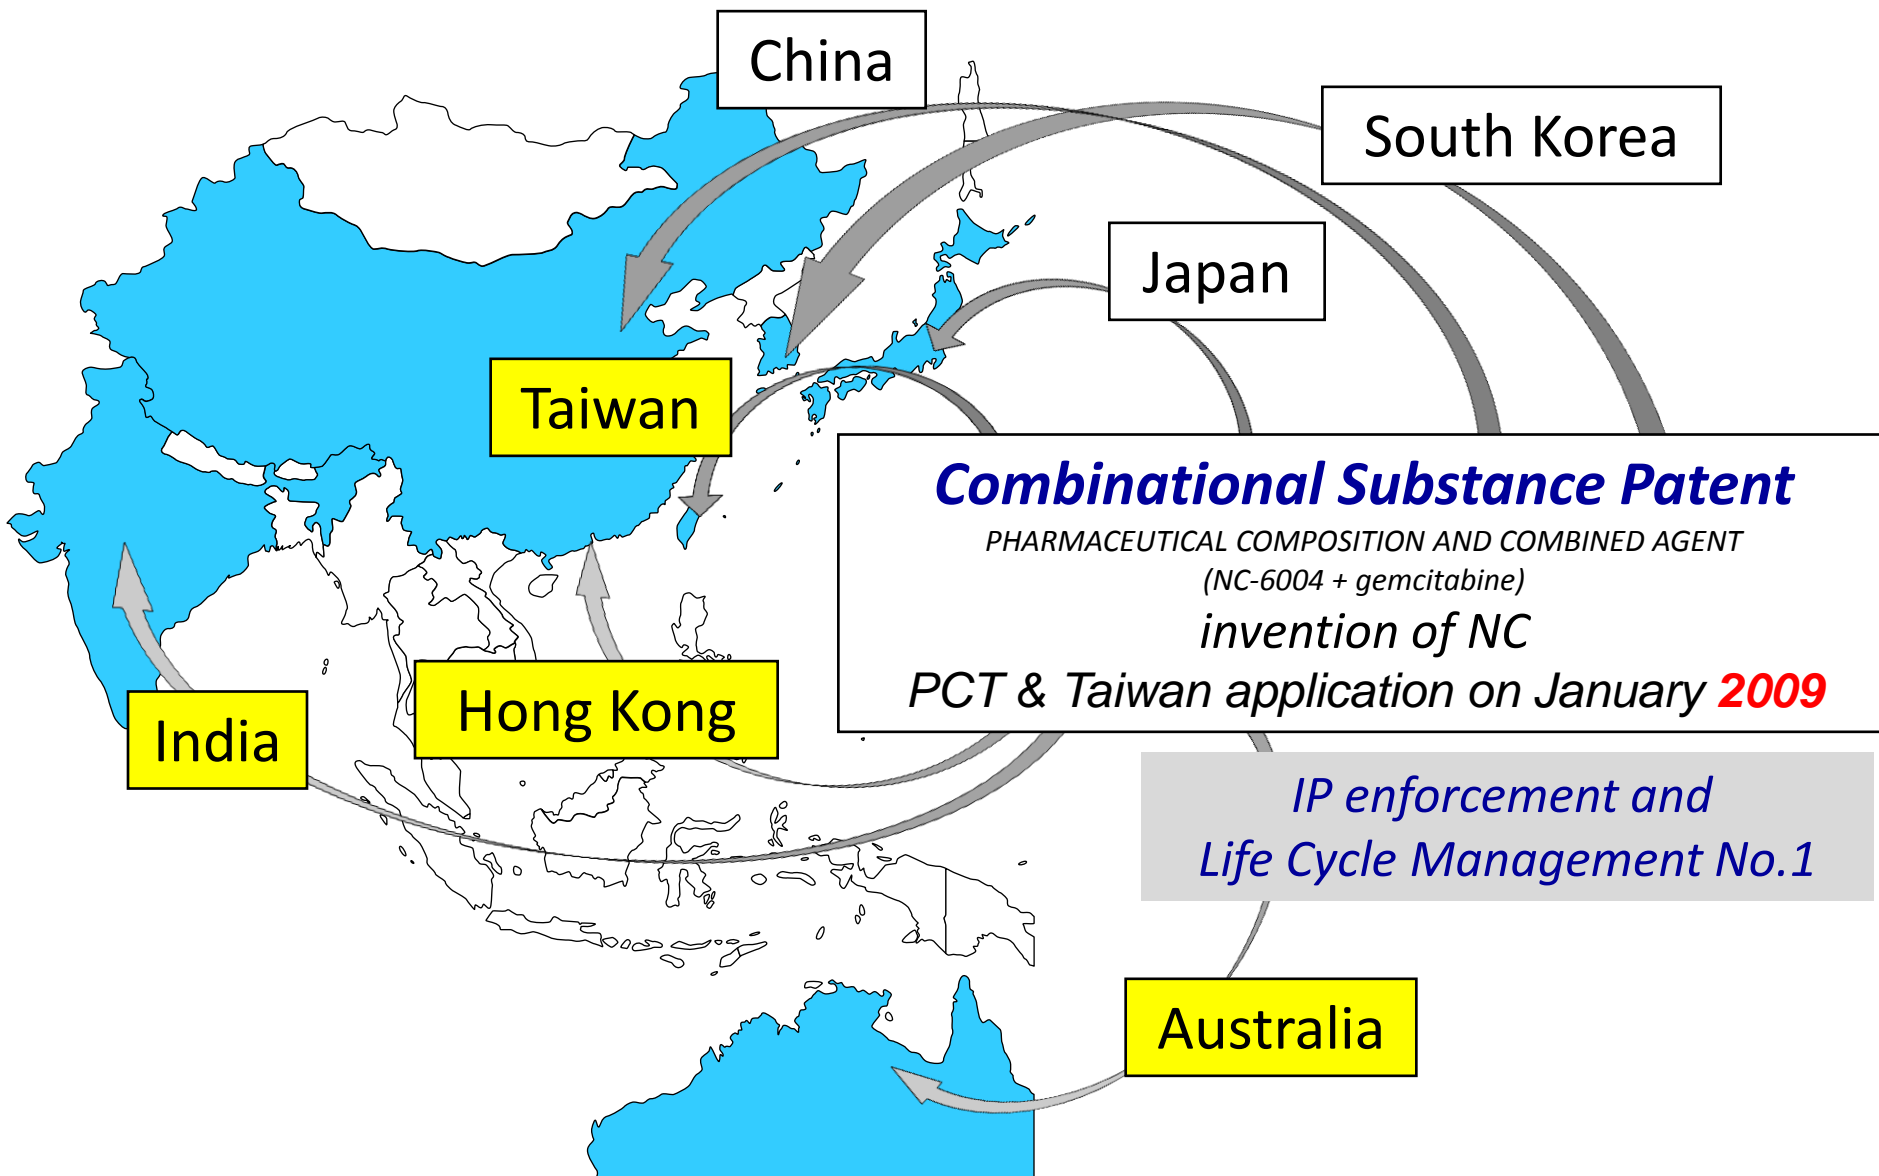 China
South Korea
Japan
Taiwan
Combinational Substance Patent
PHARMACEUTICAL COMPOSITION AND COMBINED AGENT
(NC-6004 + gemcitabine)
invention of NC
PCT & Taiwan application on January 2009
Hong Kong
India
IP enforcement and
Life Cycle Management No.1
Australia